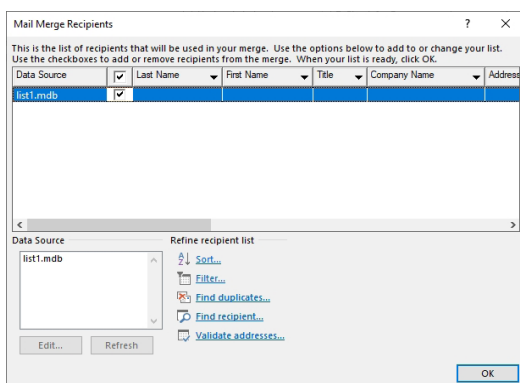 Mail Merge Recipients ? ×
This is the list of recipients that will be used in your merge. Use the options below to add to or change your list.
Use the checkboxes to add or remove recipients from the merge. When your list is ready, click OK.
Data Source Last Name First Name Title Company Name Address
list1.mdb
Data Source Refine recipient list
list1.mdb
Sort...
Filter...
Find duplicates...
Find recipient...
Validate addresses...
Edit... Refresh
OK